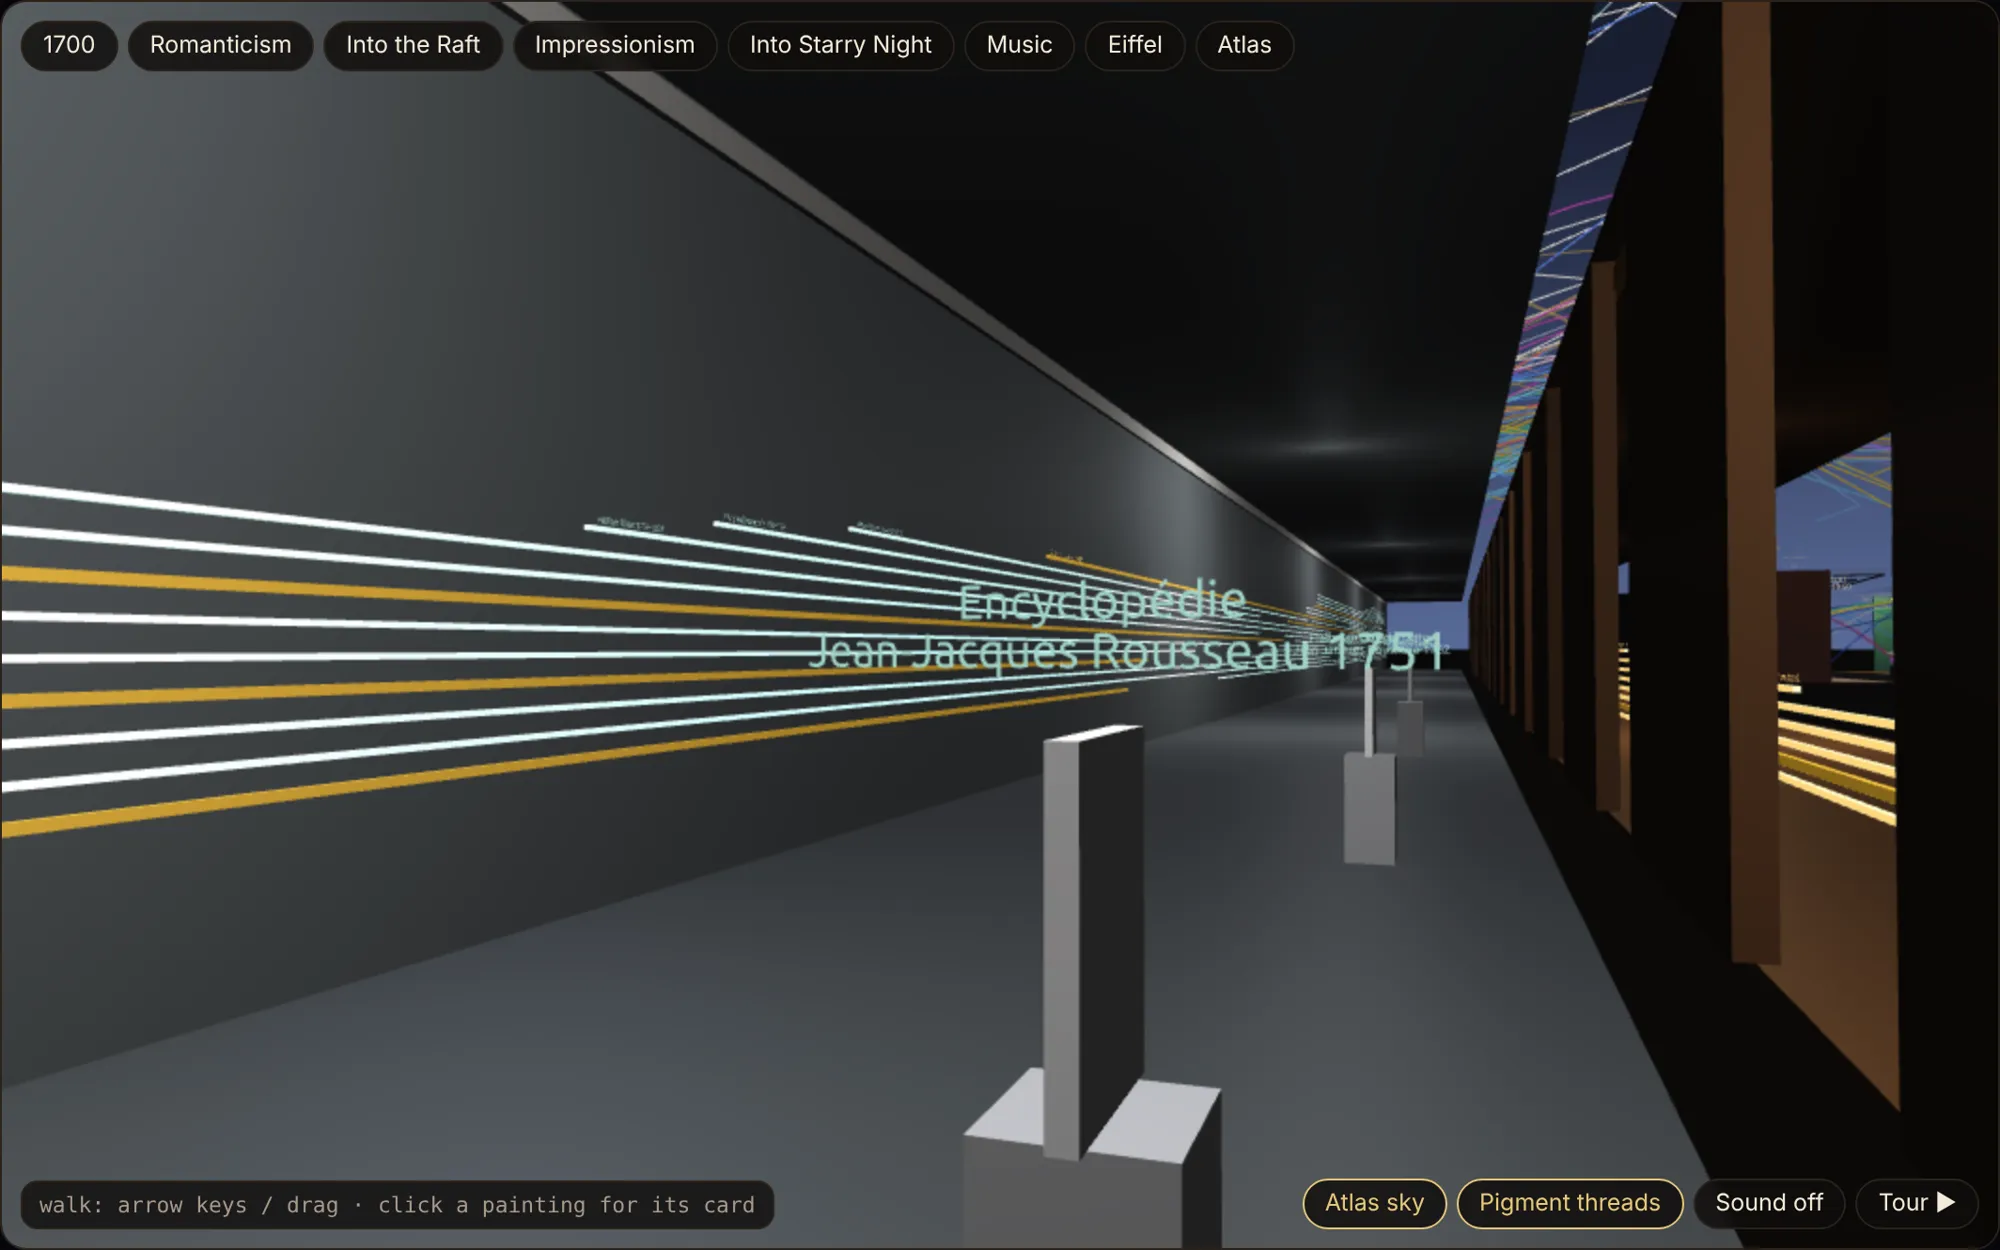 1700
Romanticism
Into the Raft
Impressionism
Into Starry Night
Music
Eiffel
Atlas
Encyclopédie
Jean Jacques Rousseau 1751
walk: arrow keys / drag · click a painting for its card
Atlas sky
Pigment threads
Sound off
Tour ▶